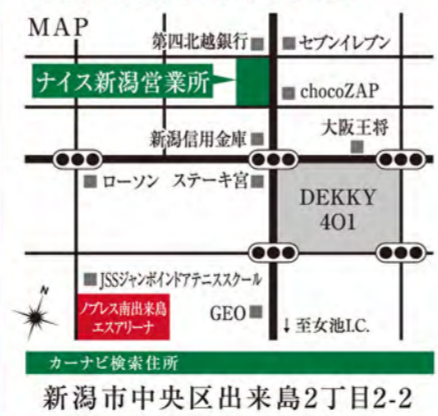 MAP
第四北越銀行
セブンイレブン
ナイス新潟営業所
chocoZAP
大阪王将
新潟信用金庫
ローソン
ステーキ宮
DEKKY
401
JSSジャンボインドアテニススクール
N
ノブレス南出来島
エスアリーナ
GEO
↓至女池I.C.
カーナビ検索住所
新潟市中央区出来島2丁目2-2